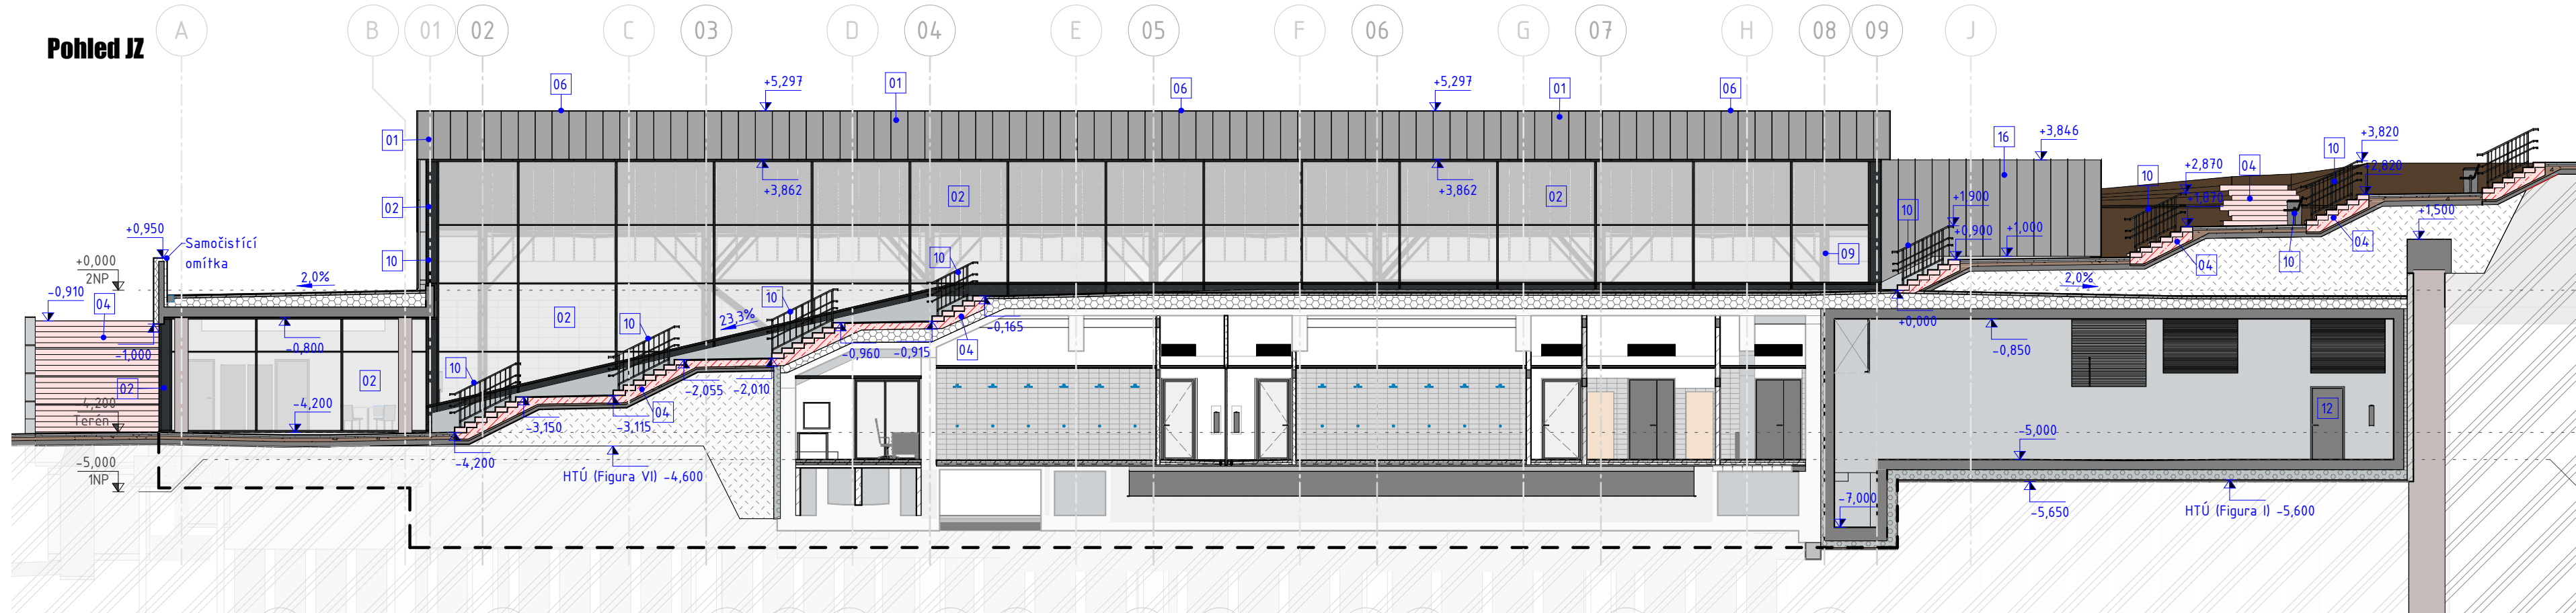 Pohled JZ
A B 01 02 C 03 D 04 E 05 F 06 G 07 H 08 09 J
06 +5,297 01 06 +5,297 01 06
01 +3,862 +3,862 16 +3,846 10 +3,820
10 +2,870 04 +2,820
02 02 02 10 +1,900 +1,870 +1,500
+0,950 Samočistící
omítka
10 10 09 +0,900 +1,000 04 10 04
+0,000
2NP
2,0% 2,0%
-0,910 04 10 +0,000
02 10 23,3% -0,165
-1,000 -0,800 -0,960 -0,915 04 -0,850
10 -2,055 -2,010
02 02
-4,200
Terén
-4,200 -3,150 -3,115 04 12
-5,000
1NP
-4,200 -5,000
HTÚ (Figura VI) -4,600
-7,000 -5,650 HTÚ (Figura I) -5,600